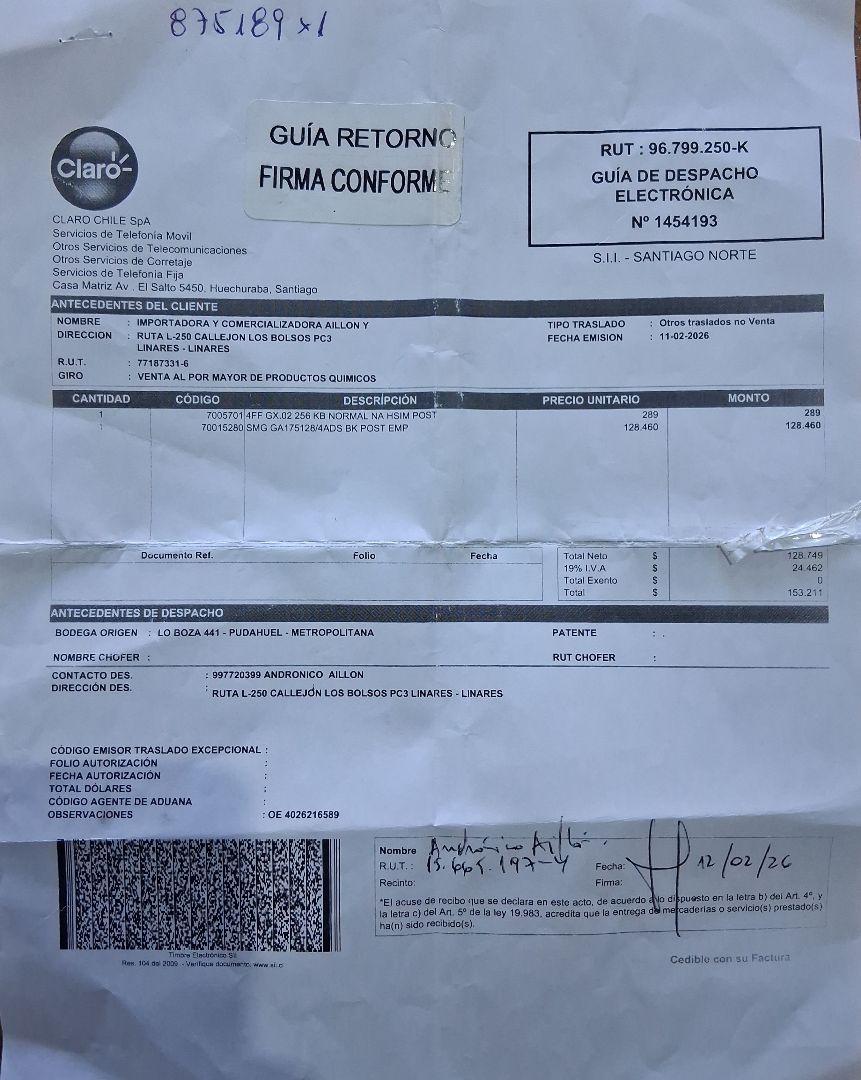 875189 x1
GUÍA RETORNO
FIRMA CONFORME
Claro
RUT : 96.799.250-K
GUÍA DE DESPACHO
ELECTRÓNICA
Nº 1454193
S.I.I. - SANTIAGO NORTE
CLARO CHILE SpA
Servicios de Telefonía Movil
Otros Servicios de Telecomunicaciones
Otros Servicios de Corretaje
Servicios de Telefonía Fija
Casa Matriz Av . El Salto 5450, Huechuraba, Santiago
ANTECEDENTES DEL CLIENTE
NOMBRE : IMPORTADORA Y COMERCIALIZADORA AILLON Y TIPO TRASLADO : Otros traslados no Venta
DIRECCION : RUTA L-250 CALLEJON LOS BOLSOS PC3 FECHA EMISION : 11-02-2026
LINARES - LINARES
R.U.T. : 77187331-6
GIRO : VENTA AL POR MAYOR DE PRODUCTOS QUIMICOS
CANTIDAD CÓDIGO DESCRIPCIÓN PRECIO UNITARIO MONTO
1 7005701 4FF GX.02 256 KB NORMAL NA HSIM POST 289 289
1 70015280 SMG GA175128/4ADS BK POST EMP 128.460 128.460
Documento Ref. Folio Fecha
Total Neto $ 128.749
19% I.V.A $ 24.462
Total Exento $ 0
Total $ 153.211
ANTECEDENTES DE DESPACHO
BODEGA ORIGEN : LO BOZA 441 - PUDAHUEL - METROPOLITANA PATENTE : .
NOMBRE CHOFER : RUT CHOFER :
CONTACTO DES. : 997720399 ANDRONICO AILLON
DIRECCIÓN DES. : RUTA L-250 CALLEJÓN LOS BOLSOS PC3 LINARES - LINARES
CÓDIGO EMISOR TRASLADO EXCEPCIONAL :
FOLIO AUTORIZACIÓN :
FECHA AUTORIZACIÓN :
TOTAL DÓLARES :
CÓDIGO AGENTE DE ADUANA :
OBSERVACIONES : OE 4026216589
Nombre Andrónico Aillón.
R.U.T.: 15.665.197-4 Fecha: 12/02/26
Recinto: Firma:
"El acuse de recibo que se declara en este acto, de acuerdo a lo dispuesto en la letra b) del Art. 4º, y
la letra c) del Art. 5º de la ley 19.983, acredita que la entrega de mercaderías o servicio(s) prestado(s)
ha(n) sido recibido(s).
Timbre Electrónico SII
Res. 104 del 2009 - Verifique documento: www.sii.cl
Cedible con su Factura